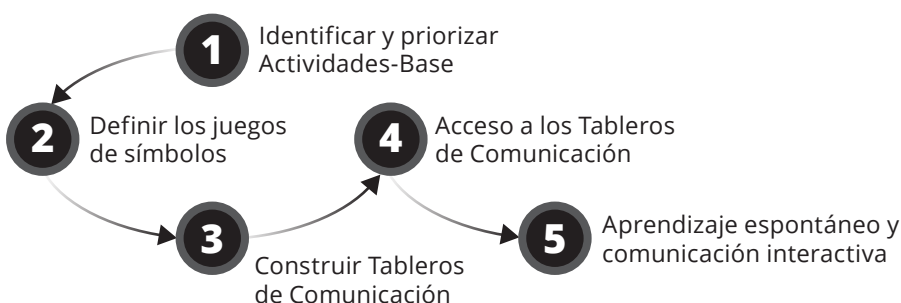 1
Identificar y priorizar
Actividades-Base
2
Definir los juegos
de símbolos
3
Construir Tableros
de Comunicación
4
Acceso a los Tableros
de Comunicación
5
Aprendizaje espontáneo y
comunicación interactiva